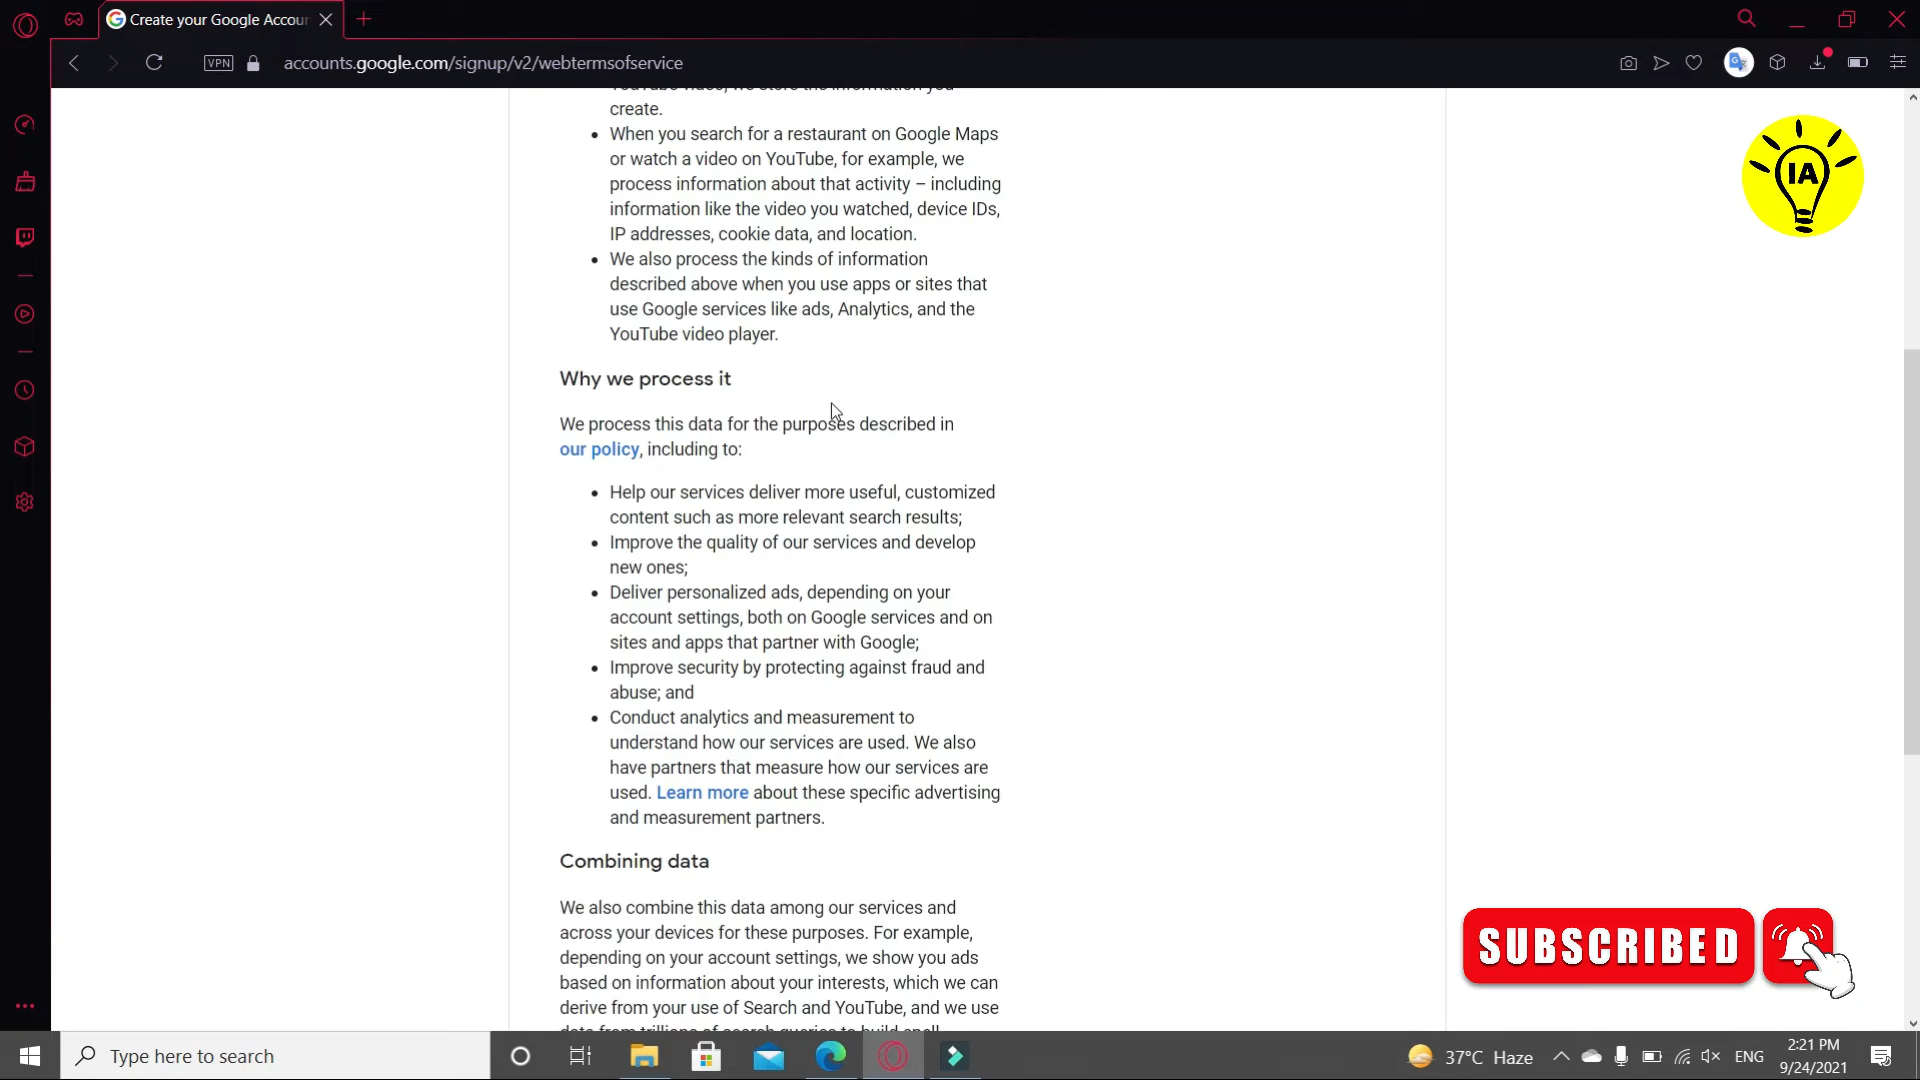 Create your Google Accou
VPN
accounts.google.com/signup/v2/webtermsofservice
create.
When you search for a restaurant on Google Maps
or watch a video on YouTube, for example, we
process information about that activity – including
information like the video you watched, device IDs,
IP addresses, cookie data, and location.
We also process the kinds of information
described above when you use apps or sites that
use Google services like ads, Analytics, and the
YouTube video player.
Why we process it
We process this data for the purposes described in
our policy, including to:
Help our services deliver more useful, customized
content such as more relevant search results;
Improve the quality of our services and develop
new ones;
Deliver personalized ads, depending on your
account settings, both on Google services and on
sites and apps that partner with Google;
Improve security by protecting against fraud and
abuse; and
Conduct analytics and measurement to
understand how our services are used. We also
have partners that measure how our services are
used. Learn more about these specific advertising
and measurement partners.
Combining data
We also combine this data among our services and
across your devices for these purposes. For example,
depending on your account settings, we show you ads
based on information about your interests, which we can
derive from your use of Search and YouTube, and we use
IA
SUBSCRIBED
Type here to search
37°C Haze
ENG
2:21 PM
9/24/2021